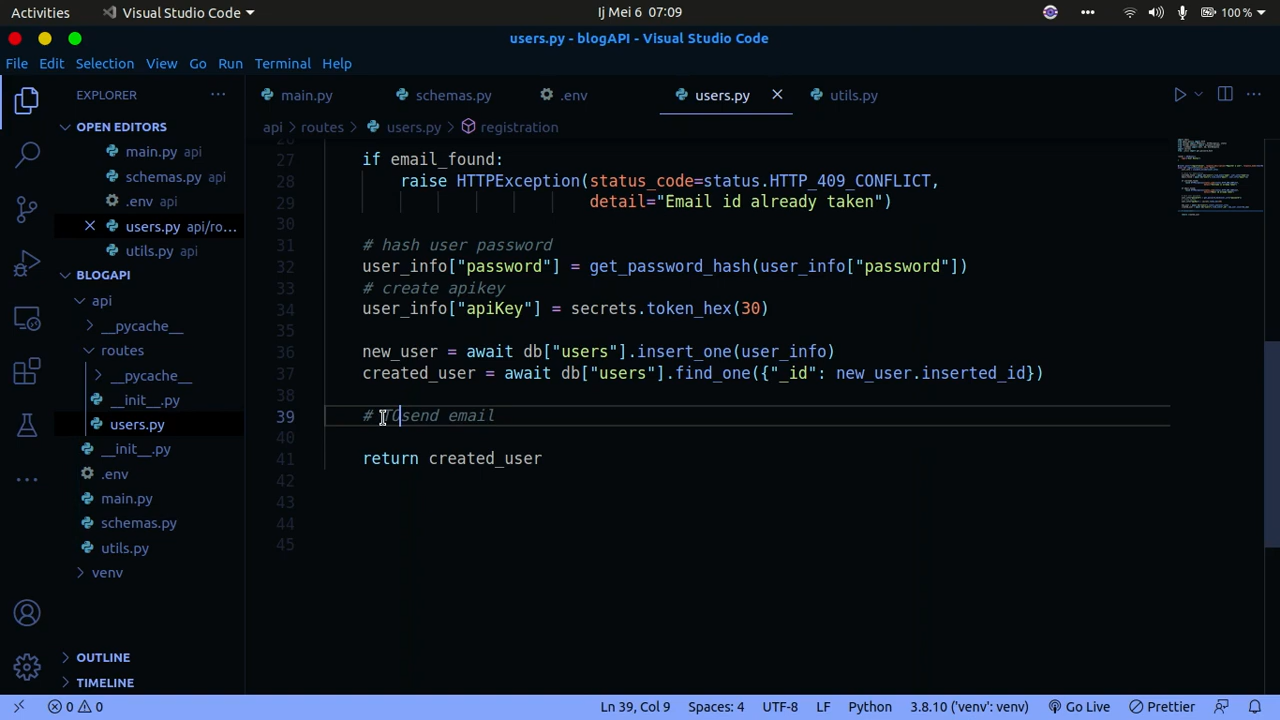 Activities Visual Studio Code Ij Mei 6 07:09 100 %
users.py - blogAPI - Visual Studio Code
File Edit Selection View Go Run Terminal Help
EXPLORER
main.py schemas.py .env users.py utils.py
OPEN EDITORS
api > routes > users.py > registration
main.py api
schemas.py api
.env api
users.py api/ro...
utils.py api
BLOGAPI
api
__pycache__
routes
__pycache__
__init__.py
users.py
__init__.py
.env
main.py
schemas.py
utils.py
venv
OUTLINE
TIMELINE
27 if email_found:
28 raise HTTPException(status_code=status.HTTP_409_CONFLICT,
29 detail="Email id already taken")
30
31 # hash user password
32 user_info["password"] = get_password_hash(user_info["password"])
33 # create apikey
34 user_info["apiKey"] = secrets.token_hex(30)
35
36 new_user = await db["users"].insert_one(user_info)
37 created_user = await db["users"].find_one({"_id": new_user.inserted_id})
38
39 # TOsend email
40
41 return created_user
42
43
44
45
0 0 Ln 39, Col 9 Spaces: 4 UTF-8 LF Python 3.8.10 ('venv': venv) Go Live Prettier